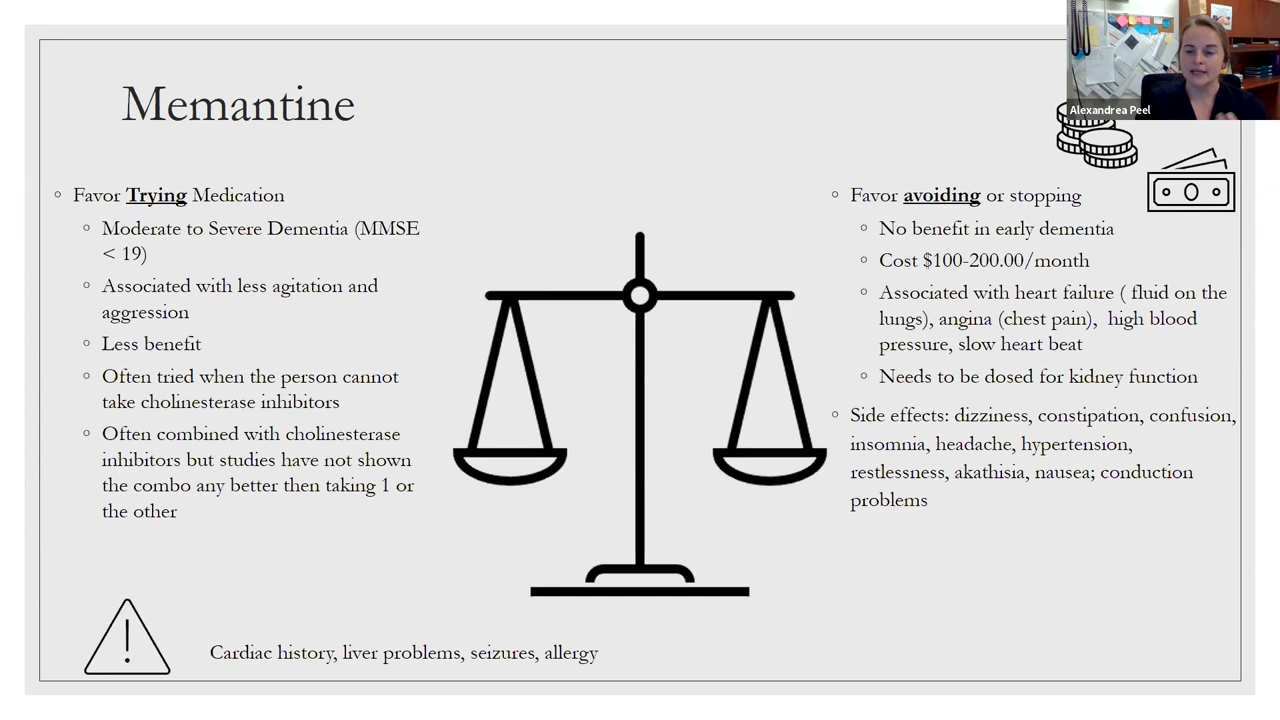 Alexandrea Peel
Memantine
Favor Trying Medication
Moderate to Severe Dementia (MMSE
< 19)
Associated with less agitation and
aggression
Less benefit
Often tried when the person cannot
take cholinesterase inhibitors
Often combined with cholinesterase
inhibitors but studies have not shown
the combo any better then taking 1 or
the other
Favor avoiding or stopping
No benefit in early dementia
Cost $100-200.00/month
Associated with heart failure ( fluid on the
lungs), angina (chest pain), high blood
pressure, slow heart beat
Needs to be dosed for kidney function
Side effects: dizziness, constipation, confusion,
insomnia, headache, hypertension,
restlessness, akathisia, nausea; conduction
problems
Cardiac history, liver problems, seizures, allergy